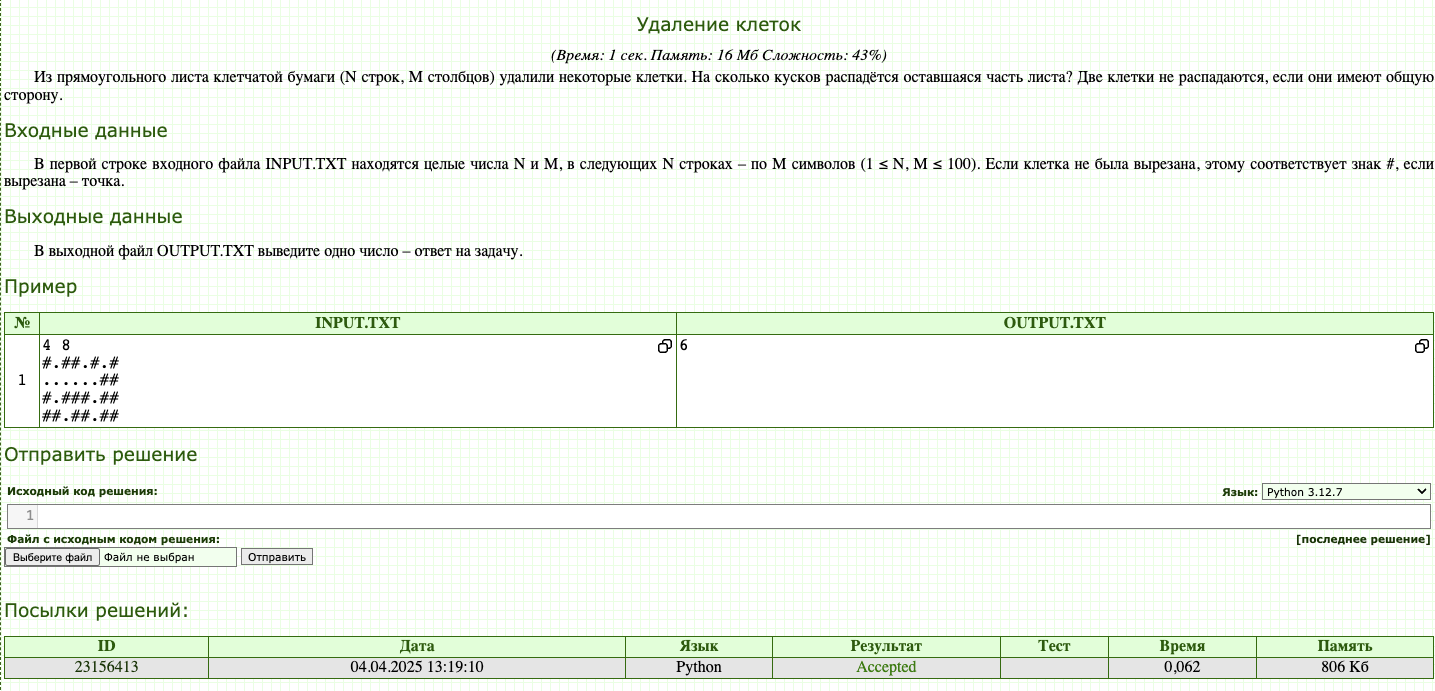 Удаление клеток
(Время: 1 сек. Память: 16 Мб Сложность: 43%)
Из прямоугольного листа клетчатой бумаги (N строк, M столбцов) удалили некоторые клетки. На сколько кусков распадётся оставшаяся часть листа? Две клетки не распадаются, если они имеют общую
сторону.
Входные данные
В первой строке входного файла INPUT.TXT находятся целые числа N и M, в следующих N строках – по M символов (1 ≤ N, M ≤ 100). Если клетка не была вырезана, этому соответствует знак #, если
вырезана – точка.
Выходные данные
В выходной файл OUTPUT.TXT выведите одно число – ответ на задачу.
Пример
№ INPUT.TXT OUTPUT.TXT
1
4 8
#.##.#.#
......##
#.###.##
##.##.##
6
Отправить решение
Исходный код решения: Язык: Python 3.12.7
1
Файл с исходным кодом решения: [последнее решение]
Выберите файл Файл не выбран Отправить
Посылки решений:
ID Дата Язык Результат Тест Время Память
23156413 04.04.2025 13:19:10 Python Accepted 0,062 806 Кб